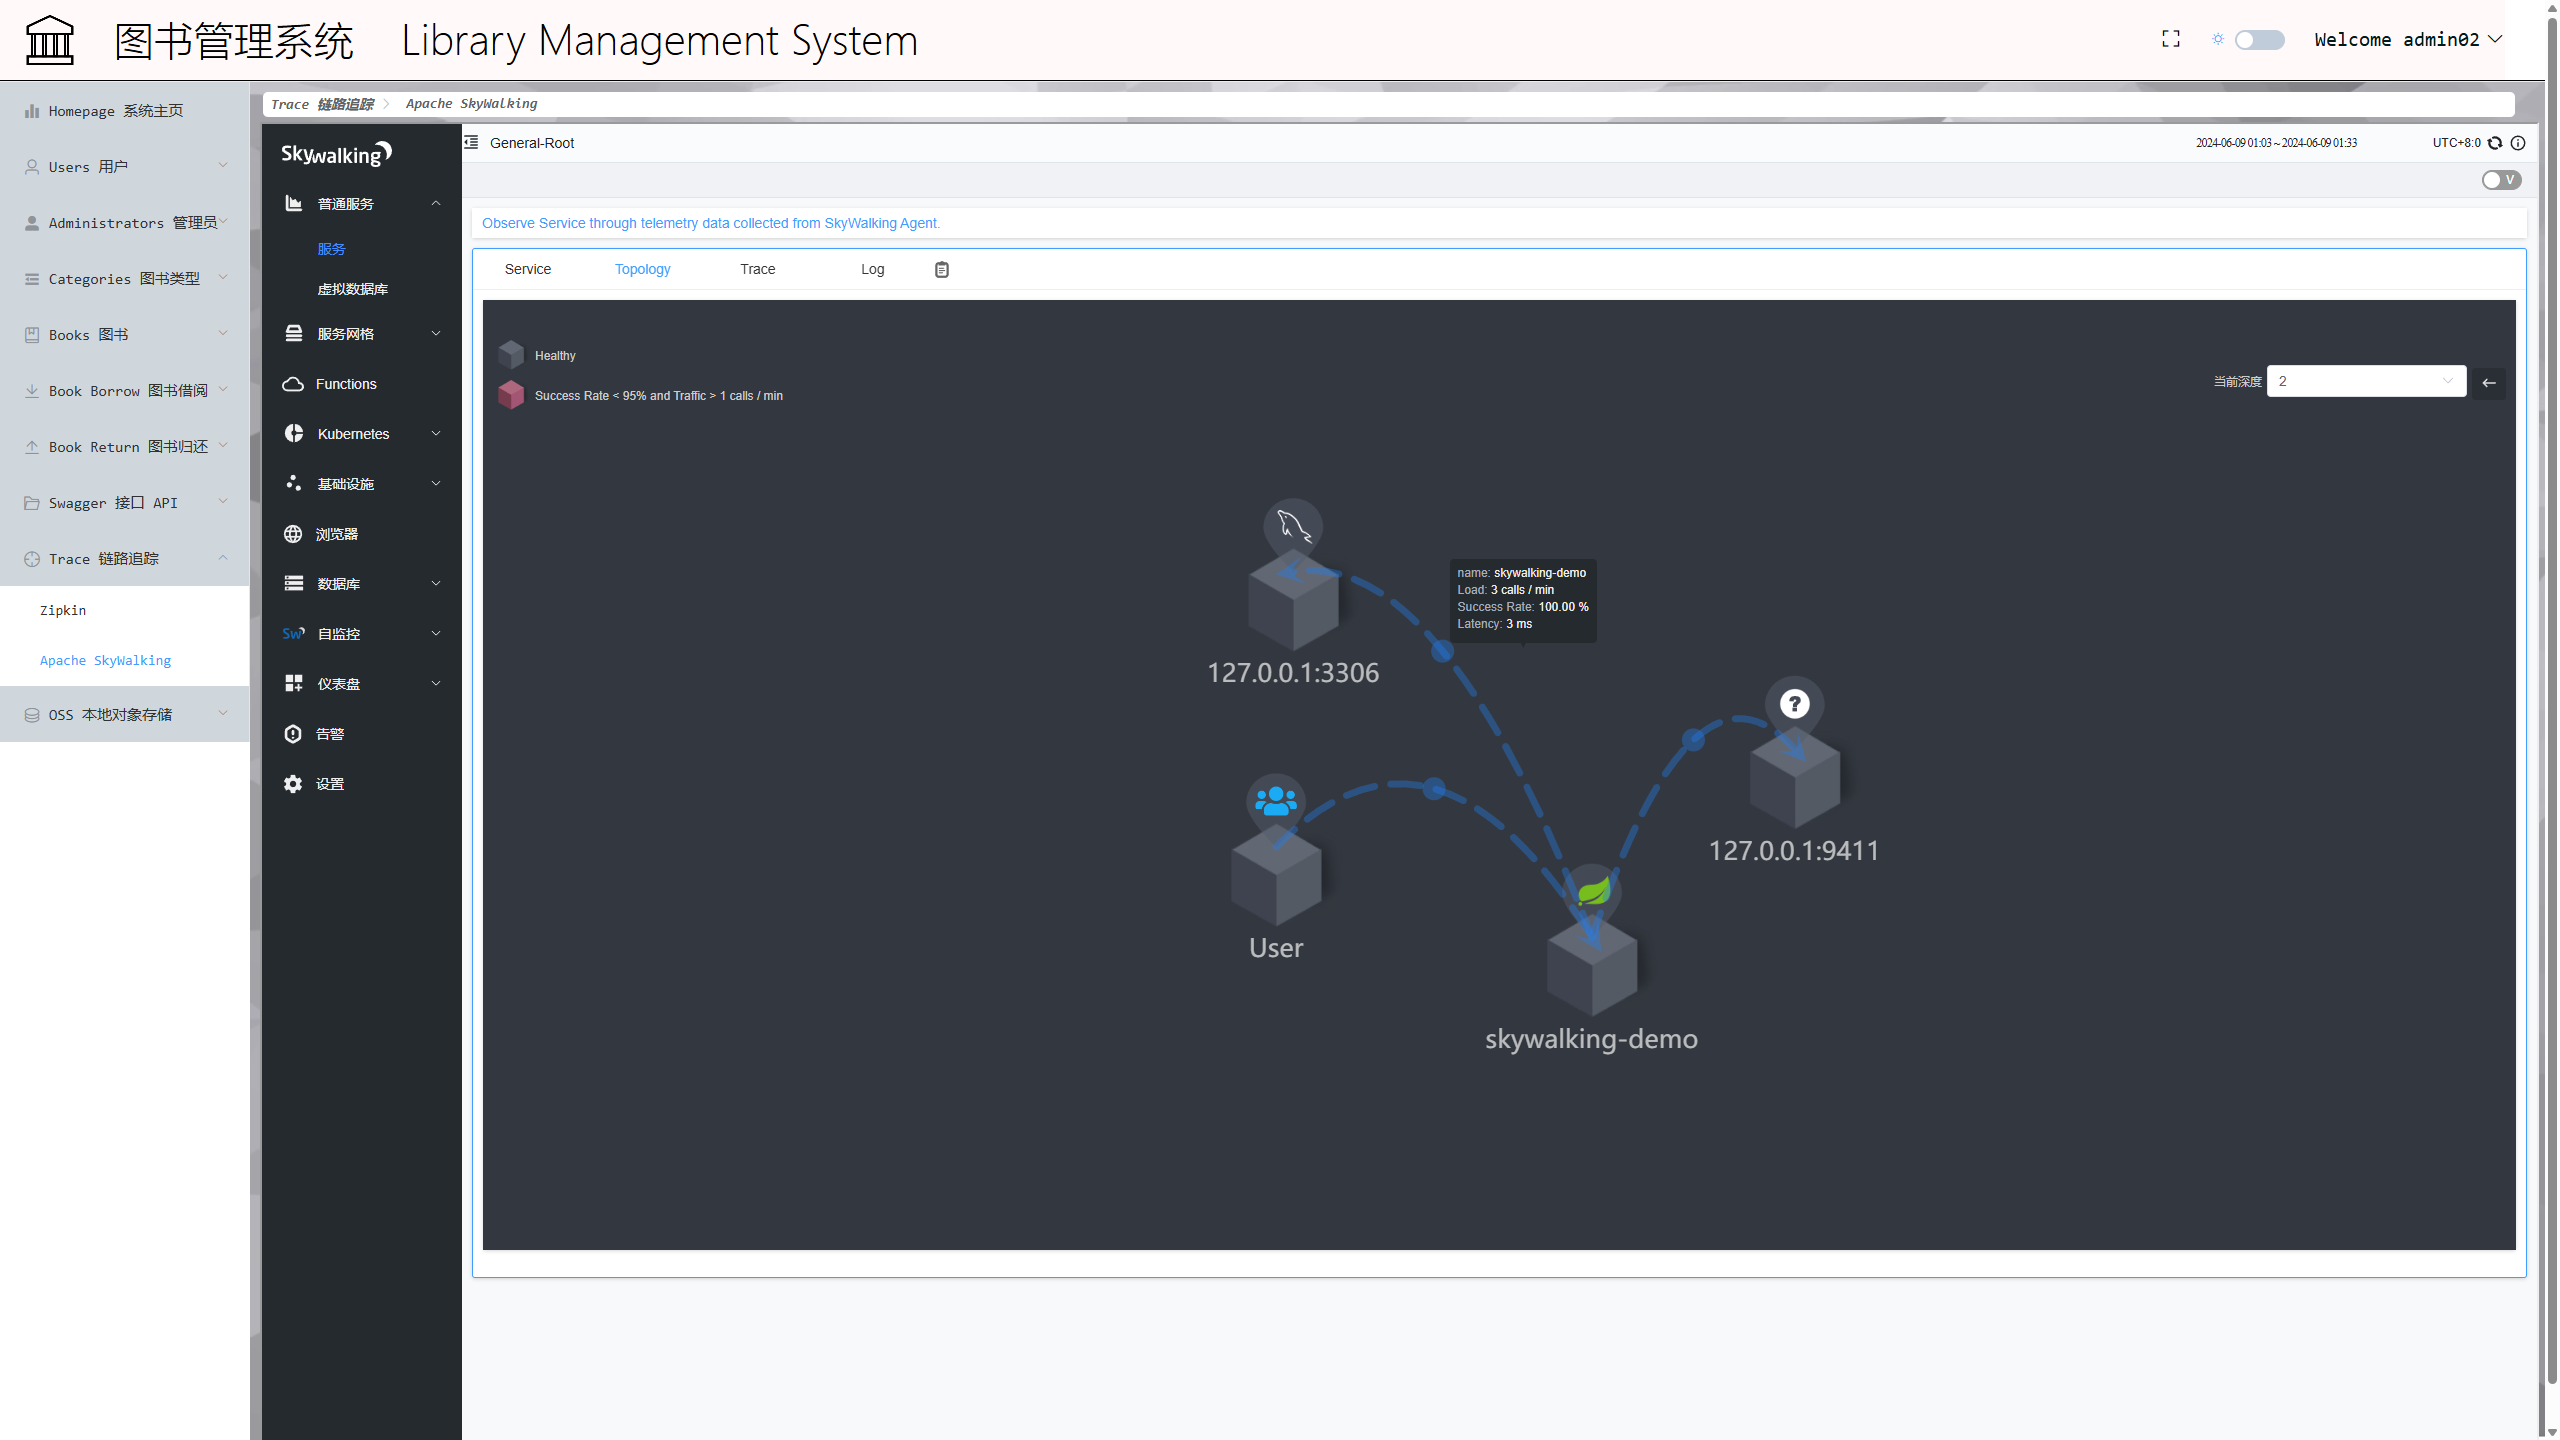 图书管理系统 Library Management System
Welcome admin02
Homepage 系统主页
Users 用户
Administrators 管理员
Categories 图书类型
Books 图书
Book Borrow 图书借阅
Book Return 图书归还
Swagger 接口 API
Trace 链路追踪
Zipkin
Apache SkyWalking
OSS 本地对象存储
Trace 链路追踪 Apache SkyWalking
Skywalking
普通服务
服务
虚拟数据库
服务网格
Functions
Kubernetes
基础设施
浏览器
数据库
Sw 自监控
仪表盘
告警
设置
General-Root
2024-06-09 01:03 ~ 2024-06-09 01:33
UTC+8:0
V
Observe Service through telemetry data collected from SkyWalking Agent.
Service Topology Trace Log
Healthy
Success Rate < 95% and Traffic > 1 calls / min
当前深度 2
name: skywalking-demo
Load: 3 calls / min
Success Rate: 100.00 %
Latency: 3 ms
127.0.0.1:3306
?
127.0.0.1:9411
User
skywalking-demo